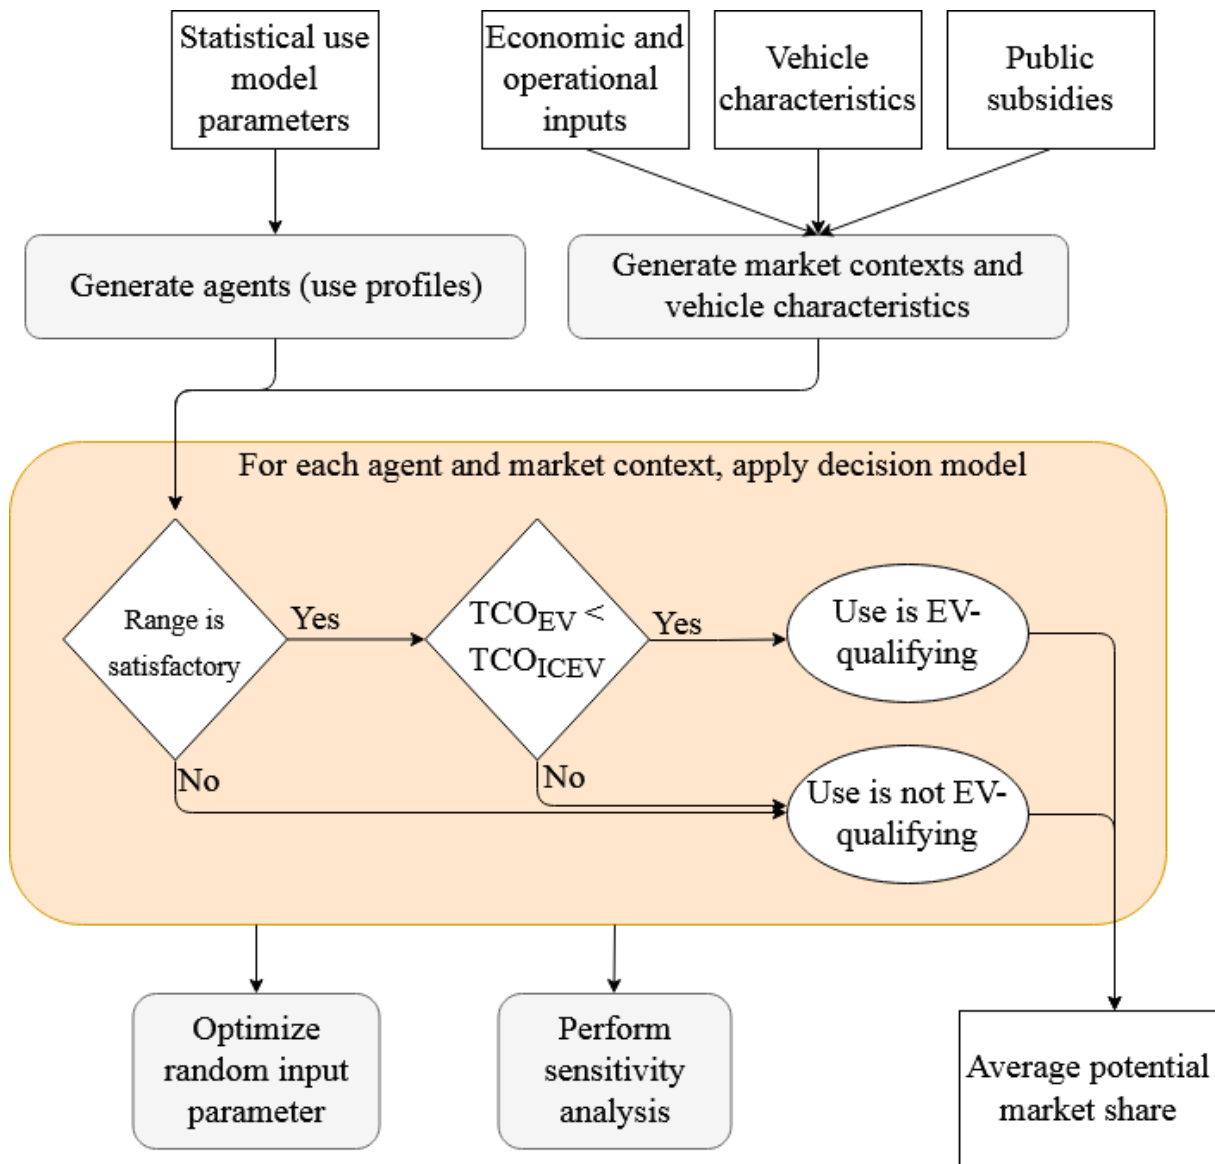 Statistical use
model
parameters
Economic and
operational
inputs
Vehicle
characteristics
Public
subsidies
Generate agents (use profiles)
Generate market contexts and
vehicle characteristics
For each agent and market context, apply decision model
Range is
satisfactory
Yes
TCO_EV <
TCO_ICEV
Yes
Use is EV-
qualifying
No
No
Use is not EV-
qualifying
Optimize
random input
parameter
Perform
sensitivity
analysis
Average potential
market share